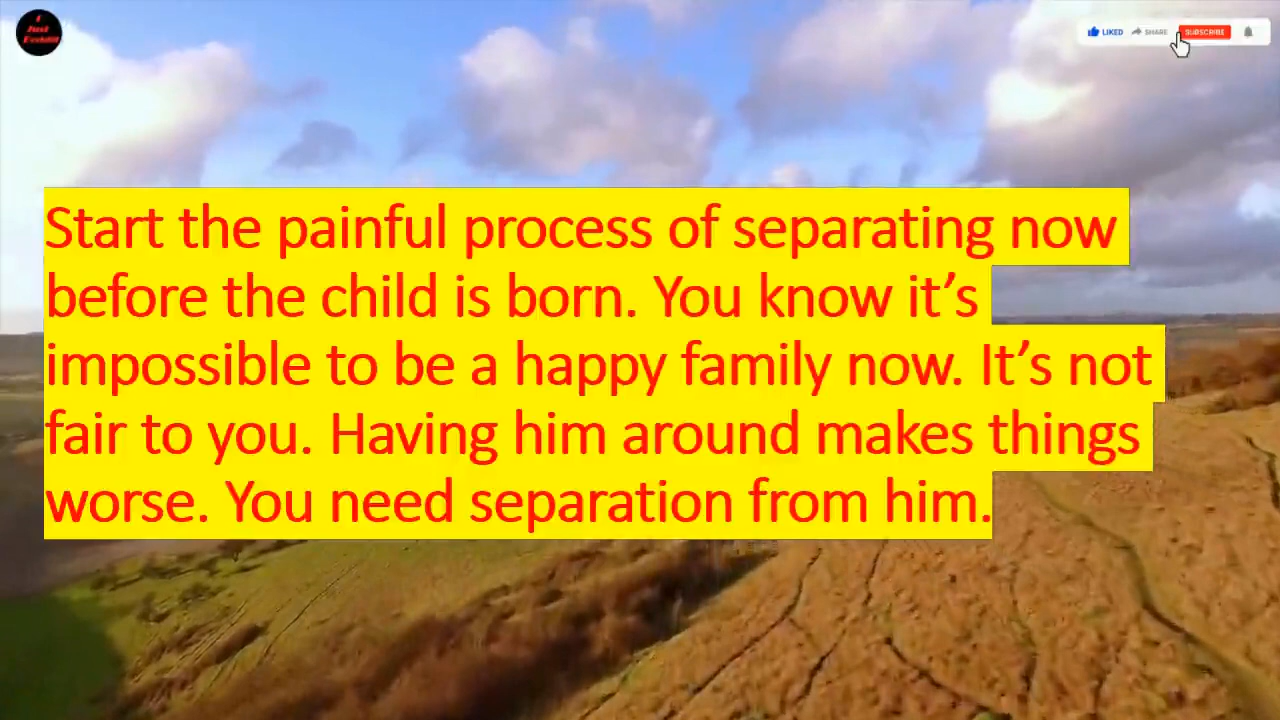 I
Just
LIKED SHARE SUBSCRIBE
Start the painful process of separating now
before the child is born. You know it’s
impossible to be a happy family now. It’s not
fair to you. Having him around makes things
worse. You need separation from him.